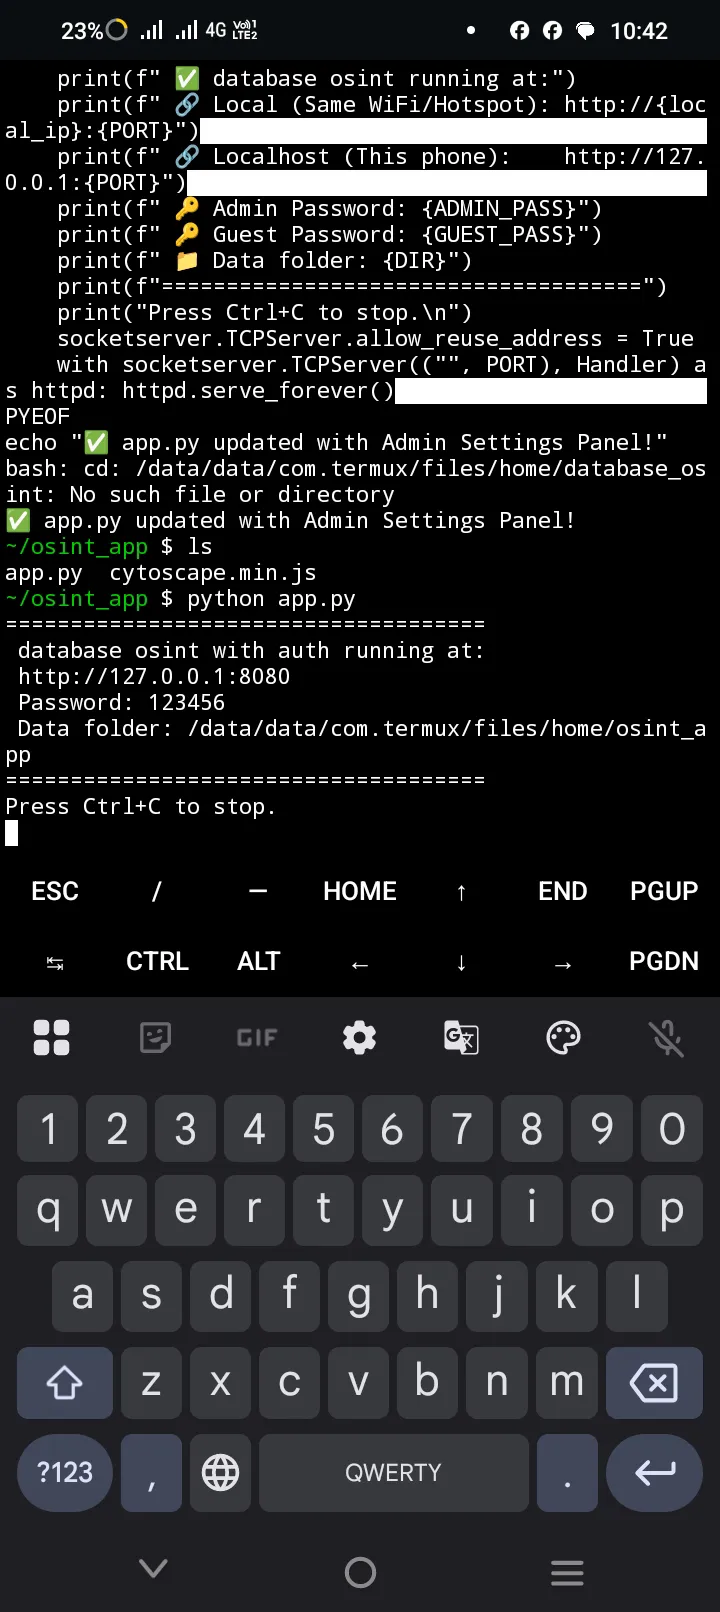 23% 4G Vo)) 1 LTE2 10:42
    print(f" ✅ database osint running at:")
    print(f" 🔗 Local (Same WiFi/Hotspot): http://{loc
al_ip}:{PORT}")
    print(f" 🔗 Localhost (This phone):    http://127.
0.0.1:{PORT}")
    print(f" 🔑 Admin Password: {ADMIN_PASS}")
    print(f" 🔑 Guest Password: {GUEST_PASS}")
    print(f" 📁 Data folder: {DIR}")
    print(f"=====================================")
    print("Press Ctrl+C to stop.\n")
    socketserver.TCPServer.allow_reuse_address = True
    with socketserver.TCPServer(("", PORT), Handler) a
s httpd: httpd.serve_forever()
PYEOF
echo "✅ app.py updated with Admin Settings Panel!"
bash: cd: /data/data/com.termux/files/home/database_os
int: No such file or directory
✅ app.py updated with Admin Settings Panel!
~/osint_app $ ls
app.py  cytoscape.min.js
~/osint_app $ python app.py
=====================================
 database osint with auth running at:
 http://127.0.0.1:8080
 Password: 123456
 Data folder: /data/data/com.termux/files/home/osint_a
pp
=====================================
Press Ctrl+C to stop.
ESC / — HOME ↑ END PGUP
↹ CTRL ALT ← ↓ → PGDN
GIF G文
1 2 3 4 5 6 7 8 9 0
q w e r t y u i o p
a s d f g h j k l
z x c v b n m
?123 , QWERTY .